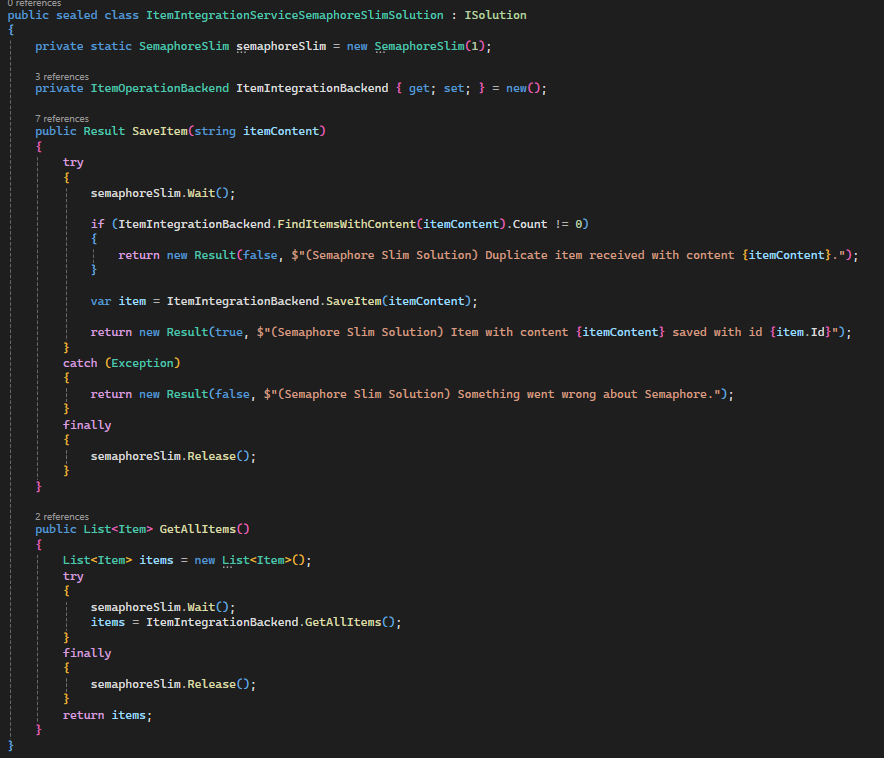 0 references
public sealed class ItemIntegrationServiceSemaphoreSlimSolution : ISolution
{
    private static SemaphoreSlim semaphoreSlim = new SemaphoreSlim(1);

    3 references
    private ItemOperationBackend ItemIntegrationBackend { get; set; } = new();

    7 references
    public Result SaveItem(string itemContent)
    {
        try
        {
            semaphoreSlim.Wait();

            if (ItemIntegrationBackend.FindItemsWithContent(itemContent).Count != 0)
            {
                return new Result(false, $"(Semaphore Slim Solution) Duplicate item received with content {itemContent}.");
            }

            var item = ItemIntegrationBackend.SaveItem(itemContent);

            return new Result(true, $"(Semaphore Slim Solution) Item with content {itemContent} saved with id {item.Id}");
        }
        catch (Exception)
        {
            return new Result(false, $"(Semaphore Slim Solution) Something went wrong about Semaphore.");
        }
        finally
        {
            semaphoreSlim.Release();
        }
    }

    2 references
    public List<Item> GetAllItems()
    {
        List<Item> items = new List<Item>();
        try
        {
            semaphoreSlim.Wait();
            items = ItemIntegrationBackend.GetAllItems();
        }
        finally
        {
            semaphoreSlim.Release();
        }
        return items;
    }
}